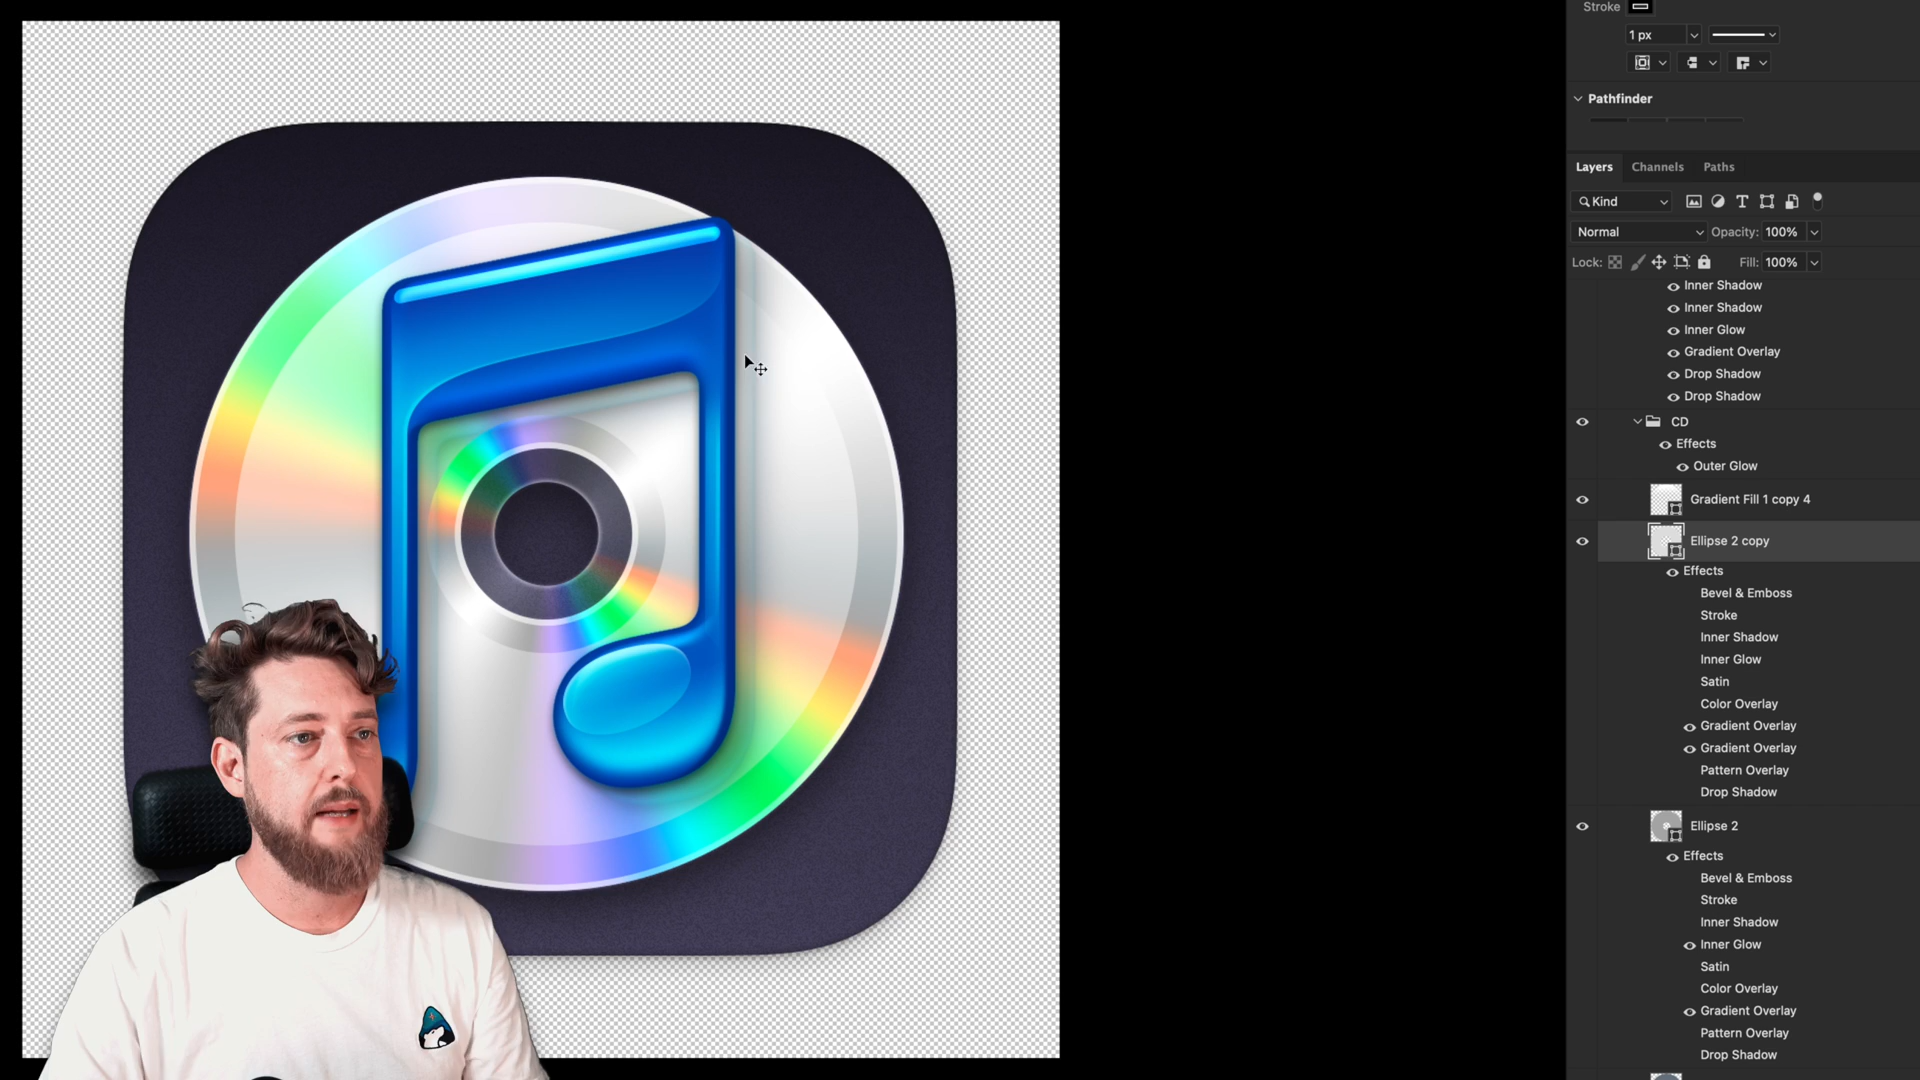 Stroke
1 px
Pathfinder
Layers Channels Paths
Kind
Normal Opacity: 100%
Lock: Fill: 100%
Inner Shadow
Inner Shadow
Inner Glow
Gradient Overlay
Drop Shadow
Drop Shadow
CD
Effects
Outer Glow
Gradient Fill 1 copy 4
Ellipse 2 copy
Effects
Bevel & Emboss
Stroke
Inner Shadow
Inner Glow
Satin
Color Overlay
Gradient Overlay
Gradient Overlay
Pattern Overlay
Drop Shadow
Ellipse 2
Effects
Bevel & Emboss
Stroke
Inner Shadow
Inner Glow
Satin
Color Overlay
Gradient Overlay
Pattern Overlay
Drop Shadow